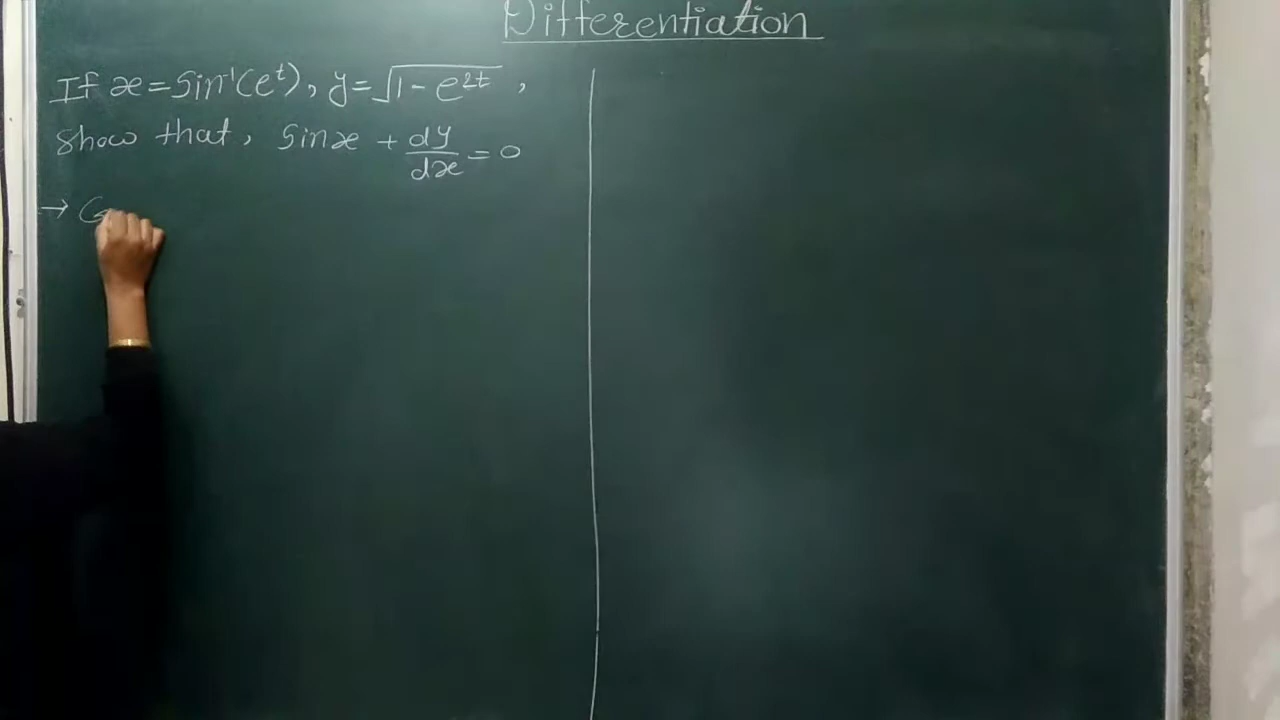 Differentiation
If x = Sin⁻¹(eᵗ), y = √(1 - e²ᵗ),
show that, Sinx + dy/dx = 0
→ G